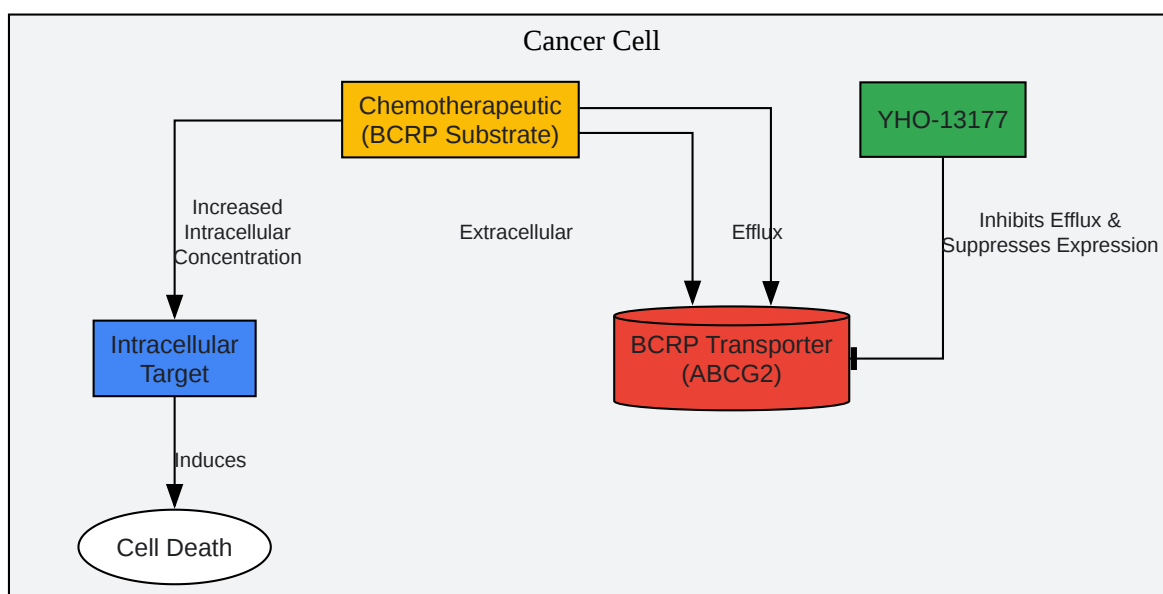 Cancer Cell
Chemotherapeutic
(BCRP Substrate)
YHO-13177
Increased
Intracellular
Concentration
Extracellular
Efflux
Inhibits Efflux &
Suppresses Expression
Intracellular
Target
BCRP Transporter
(ABCG2)
Induces
Cell Death